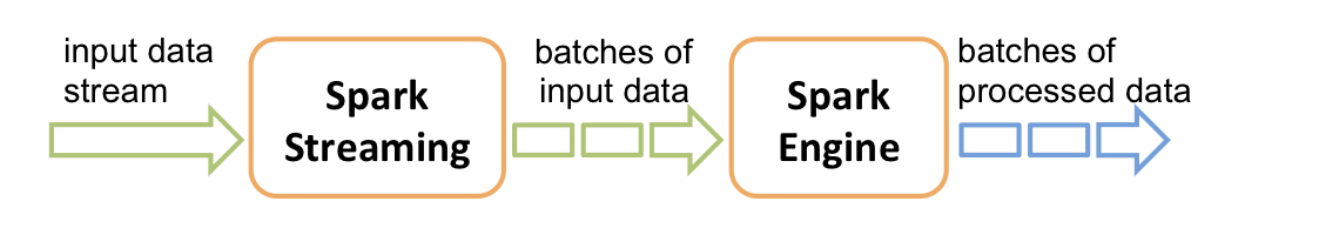 input data
stream
Spark
Streaming
batches of
input data
Spark
Engine
batches of
processed data